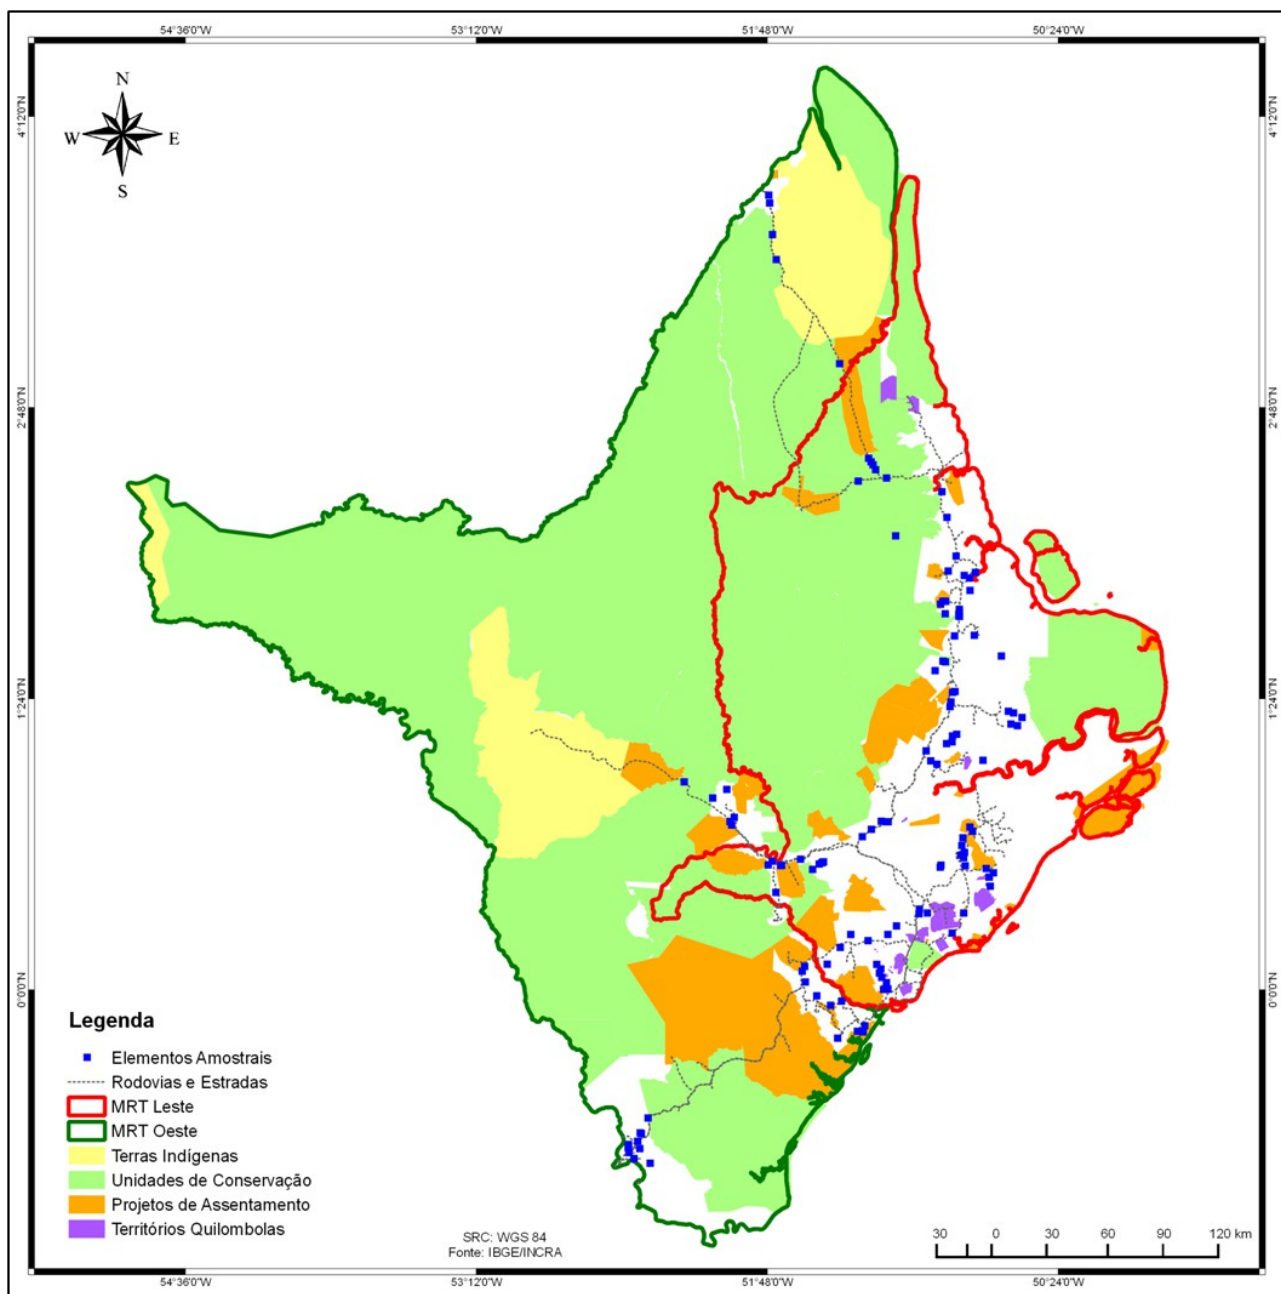 54°36'0"W 53°12'0"W 51°48'0"W 50°24'0"W
N
W E
S
4°12'0"N 4°12'0"N
2°48'0"N 2°48'0"N
1°24'0"N 1°24'0"N
0°0'0"N 0°0'0"N
Legenda
Elementos Amostrais
Rodovias e Estradas
MRT Leste
MRT Oeste
Terras Indígenas
Unidades de Conservação
Projetos de Assentamento
Territórios Quilombolas
SRC: WGS 84
Fonte: IBGE/INCRA
30 0 30 60 90 120 km
54°36'0"W 53°12'0"W 51°48'0"W 50°24'0"W